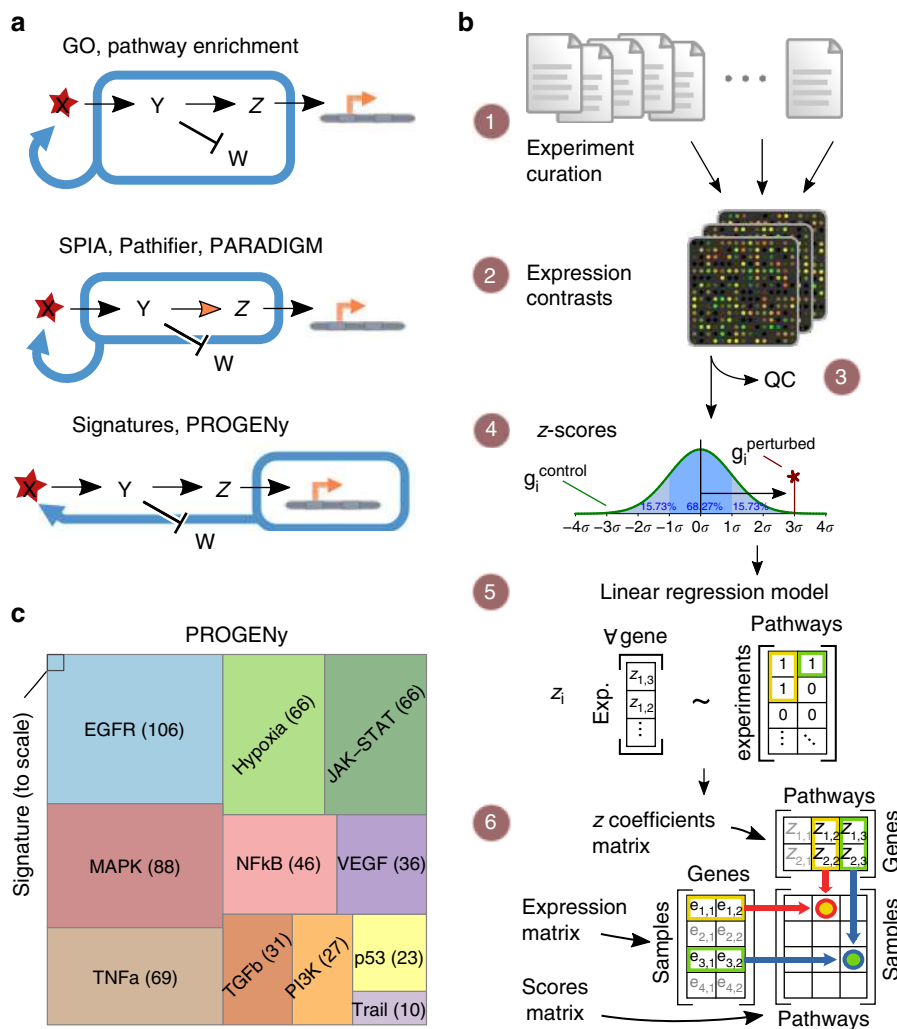 a
GO, pathway enrichment
X Y Z
W
SPIA, Pathifier, PARADIGM
X Y Z
W
Signatures, PROGENy
X Y Z
W
b
1
Experiment
curation
2
Expression
contrasts
QC
3
4
z-scores
g_i^control
g_i^perturbed
15.73% 68.27% 15.73%
−4σ −3σ −2σ −1σ 0σ 1σ 2σ 3σ 4σ
5
Linear regression model
∀ gene
Pathways
z_i
Exp.
z_1,3
z_1,2
⋮
~
experiments
1 1
1 0
0 0
⋮ ⋱
6
z coefficients
matrix
Pathways
Genes
z_1,1 z_1,2 z_1,3
z_2,1 z_2,2 z_2,3
Expression
matrix
Genes
Samples
e_1,1 e_1,2
e_2,1 e_2,2
e_3,1 e_3,2
e_4,1 e_4,2
Samples
Scores
matrix
Pathways
c
PROGENy
Signature (to scale)
EGFR (106)
Hypoxia (66)
JAK–STAT (66)
MAPK (88)
NFkB (46)
VEGF (36)
TNFa (69)
TGFb (31)
PI3K (27)
p53 (23)
Trail (10)